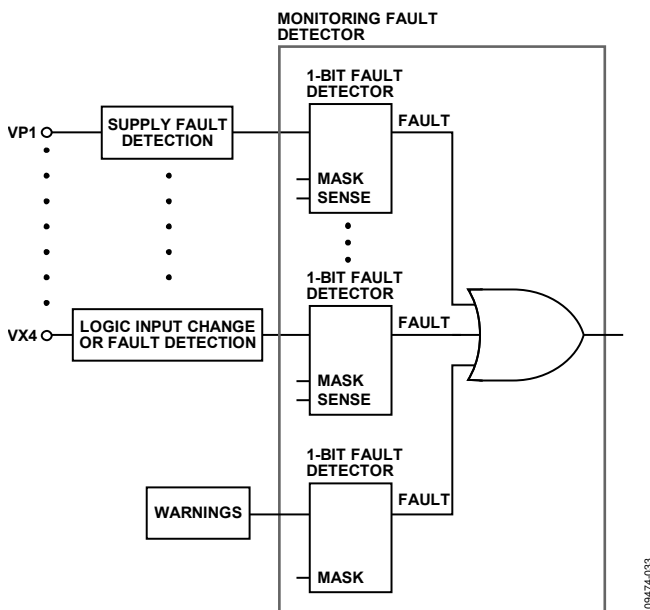 MONITORING FAULT
DETECTOR
1-BIT FAULT
DETECTOR
FAULT
VP1
SUPPLY FAULT
DETECTION
MASK
SENSE
1-BIT FAULT
DETECTOR
FAULT
VX4
LOGIC INPUT CHANGE
OR FAULT DETECTION
MASK
SENSE
1-BIT FAULT
DETECTOR
FAULT
WARNINGS
MASK
09474-033